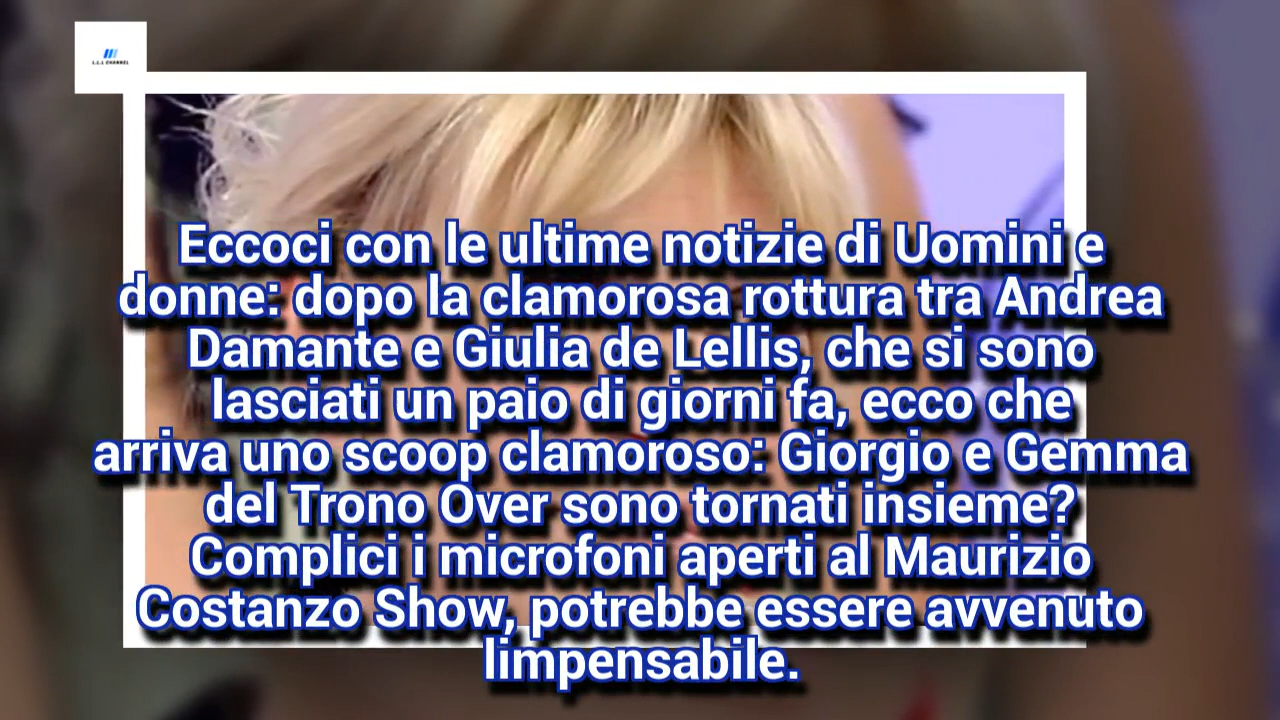 L.L.L CHANNEL
Eccoci con le ultime notizie di Uomini e
donne: dopo la clamorosa rottura tra Andrea
Damante e Giulia de Lellis, che si sono
lasciati un paio di giorni fa, ecco che
arriva uno scoop clamoroso: Giorgio e Gemma
del Trono Over sono tornati insieme?
Complici i microfoni aperti al Maurizio
Costanzo Show, potrebbe essere avvenuto
limpensabile.